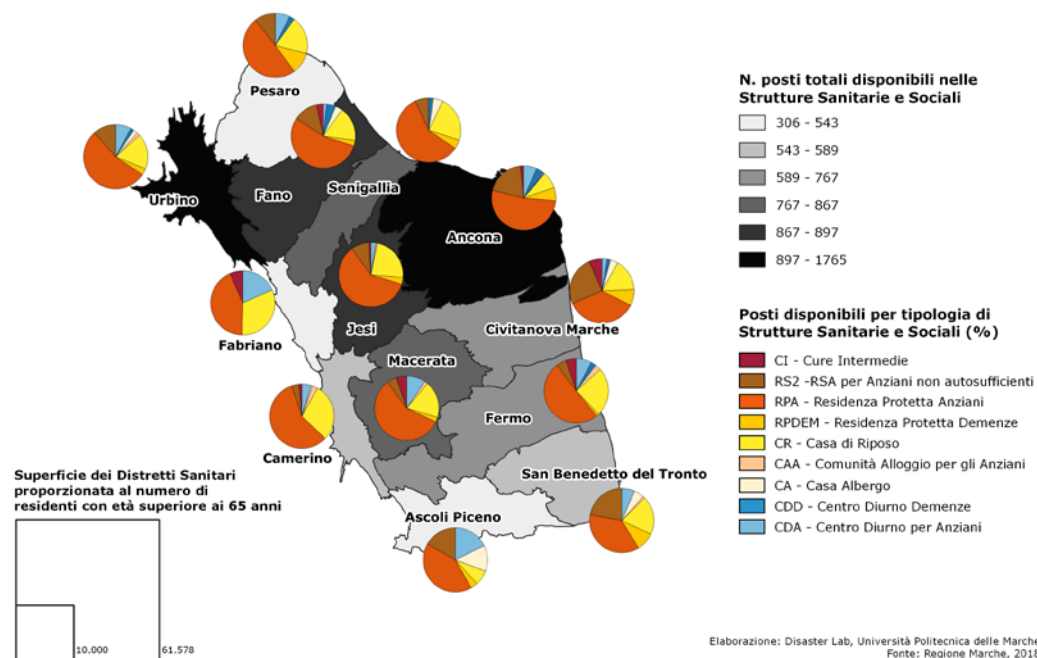 Pesaro
Urbino
Fano
Senigallia
Ancona
Jesi
Fabriano
Civitanova Marche
Macerata
Fermo
Camerino
San Benedetto del Tronto
Ascoli Piceno
N. posti totali disponibili nelle
Strutture Sanitarie e Sociali
306 - 543
543 - 589
589 - 767
767 - 867
867 - 897
897 - 1765
Posti disponibili per tipologia di
Strutture Sanitarie e Sociali (%)
CI - Cure Intermedie
RS2 -RSA per Anziani non autosufficienti
RPA - Residenza Protetta Anziani
RPDEM - Residenza Protetta Demenze
CR - Casa di Riposo
CAA - Comunità Alloggio per gli Anziani
CA - Casa Albergo
CDD - Centro Diurno Demenze
CDA - Centro Diurno per Anziani
Superficie dei Distretti Sanitari
proporzionata al numero di
residenti con età superiore ai 65 anni
10.000
61.578
Elaborazione: Disaster Lab, Università Politecnica delle Marche
Fonte: Regione Marche, 2018